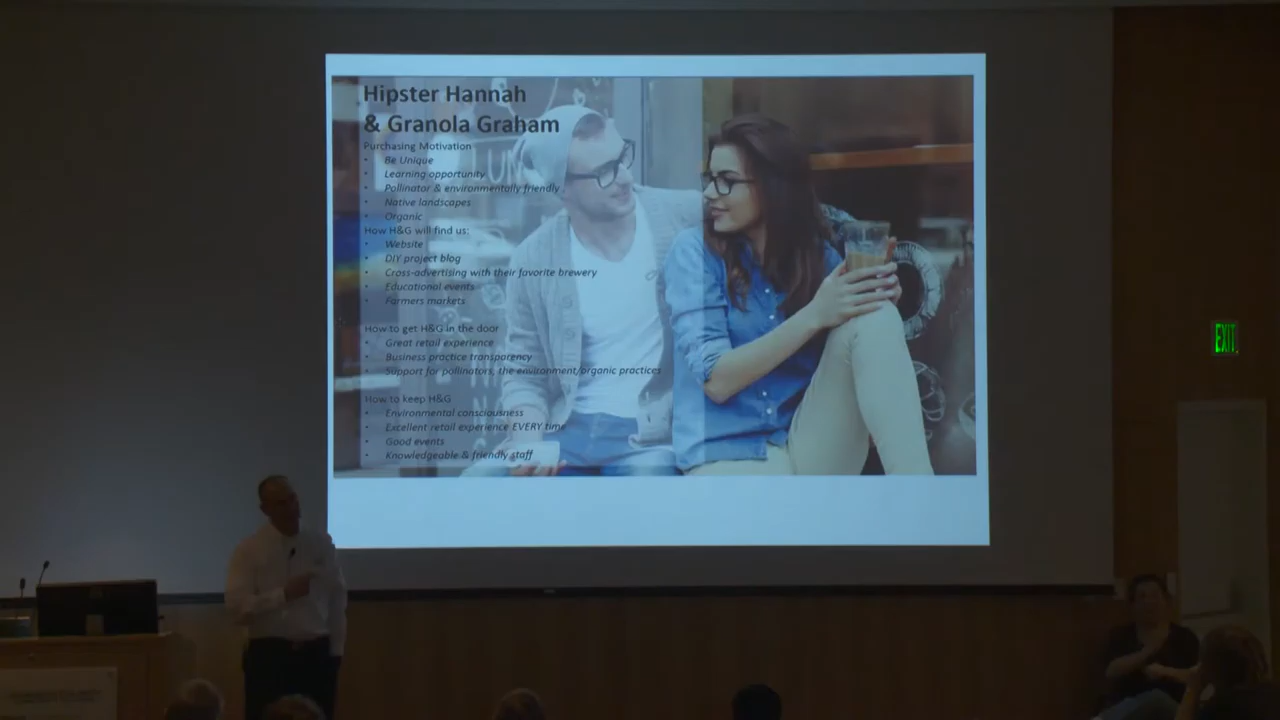 Hipster Hannah
& Granola Graham
Purchasing Motivation
• Be Unique
• Learning opportunity
• Pollinator & environmentally friendly
• Native landscapes
• Organic
How H&G will find us:
• Website
• DIY project blog
• Cross-advertising with their favorite brewery
• Educational events
• Farmers markets
How to get H&G in the door
• Great retail experience
• Business practice transparency
• Support for pollinators, the environment/organic practices
How to keep H&G
• Environmental consciousness
• Excellent retail experience EVERY time
• Good events
• Knowledgeable & friendly staff
EXIT